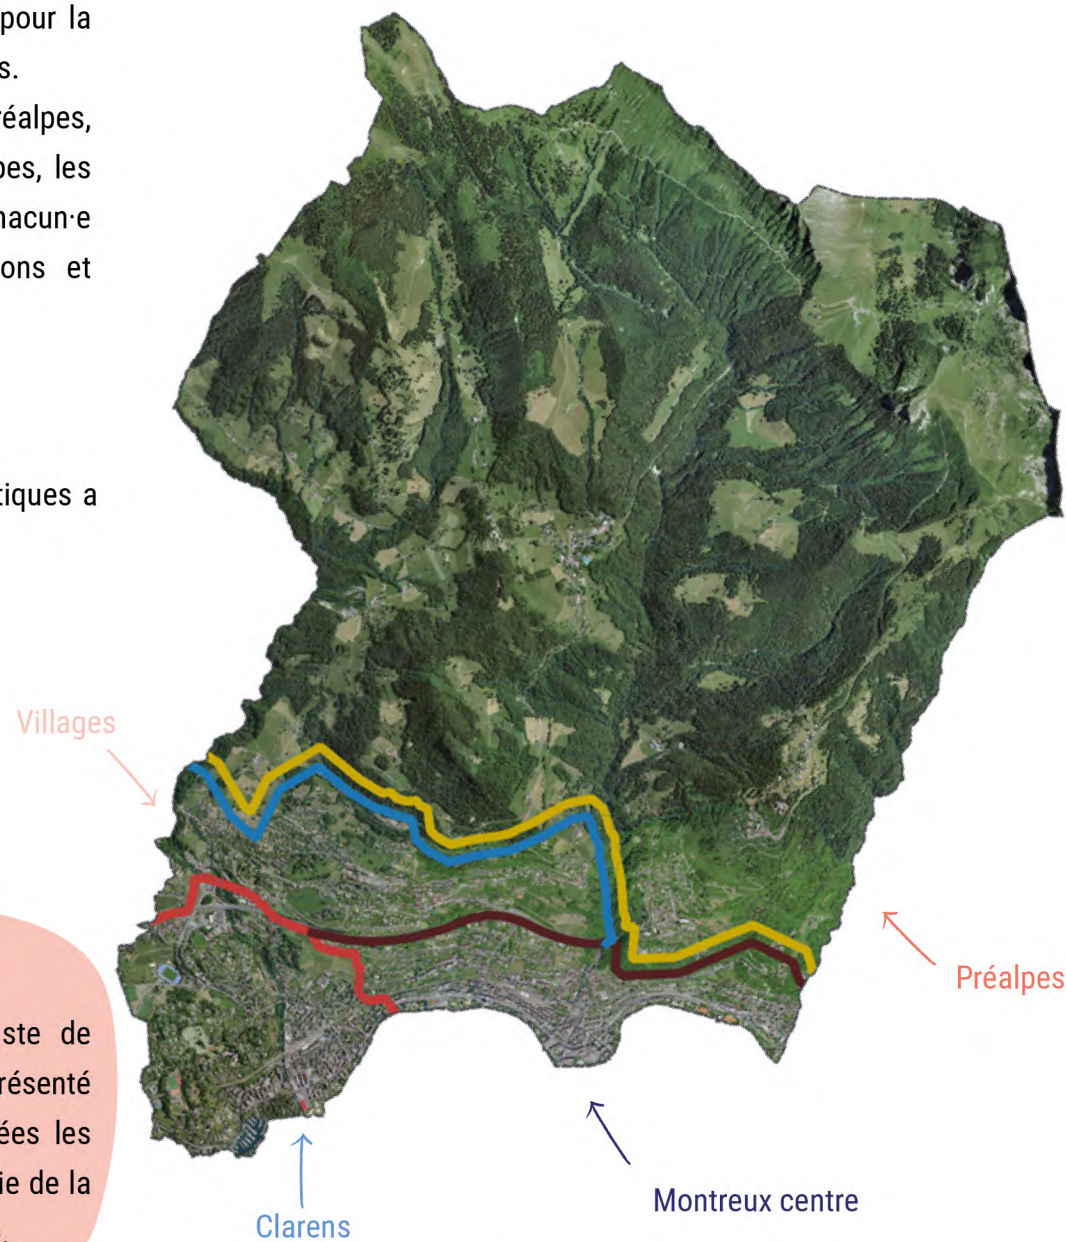 pour la
s.
réalpes,
pes, les
nacun·e
ons et
tiques a
Villages
Préalpes
ste de
résenté
ées les
ie de la
Montreux centre
Clarens